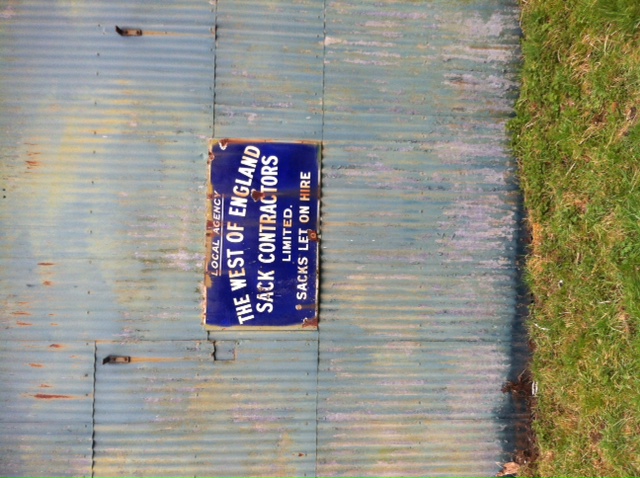 LOCAL AGENCY
THE WEST OF ENGLAND
SACK CONTRACTORS
LIMITED.
SACKS LET ON HIRE